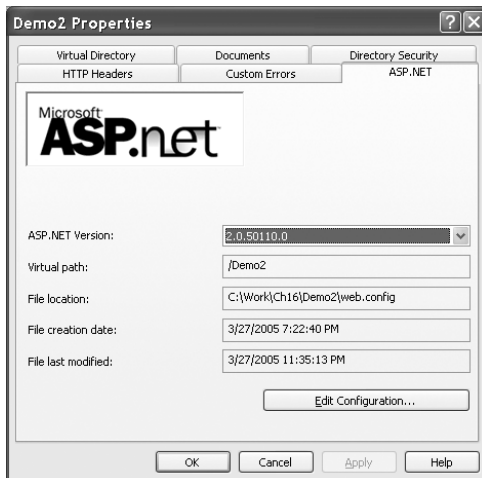 Demo2 Properties
Virtual Directory Documents Directory Security
HTTP Headers Custom Errors ASP.NET
Microsoft
ASP.net
ASP.NET Version: 2.0.50110.0
Virtual path: /Demo2
File location: C:\Work\Ch16\Demo2\web.config
File creation date: 3/27/2005 7:22:40 PM
File last modified: 3/27/2005 11:35:13 PM
Edit Configuration...
OK Cancel Apply Help